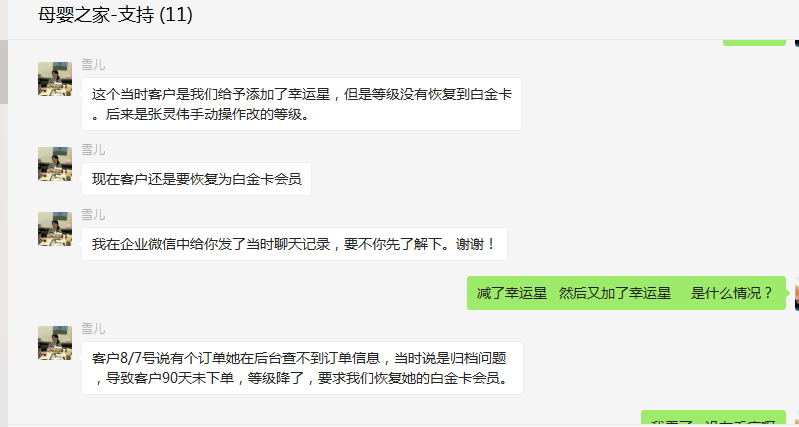 母婴之家-支持 (11)
雪儿
这个当时客户是我们给予添加了幸运星，但是等级没有恢复到白金卡
。后来是张灵伟手动操作改的等级。
雪儿
现在客户还是要恢复为白金卡会员
雪儿
我在企业微信中给你发了当时聊天记录，要不你先了解下。谢谢！
减了幸运星 然后又加了幸运星 是什么情况？
雪儿
客户8/7号说有个订单她在后台查不到订单信息，当时说是归档问题
，导致客户90天未下单，等级降了，要求我们恢复她的白金卡会员。